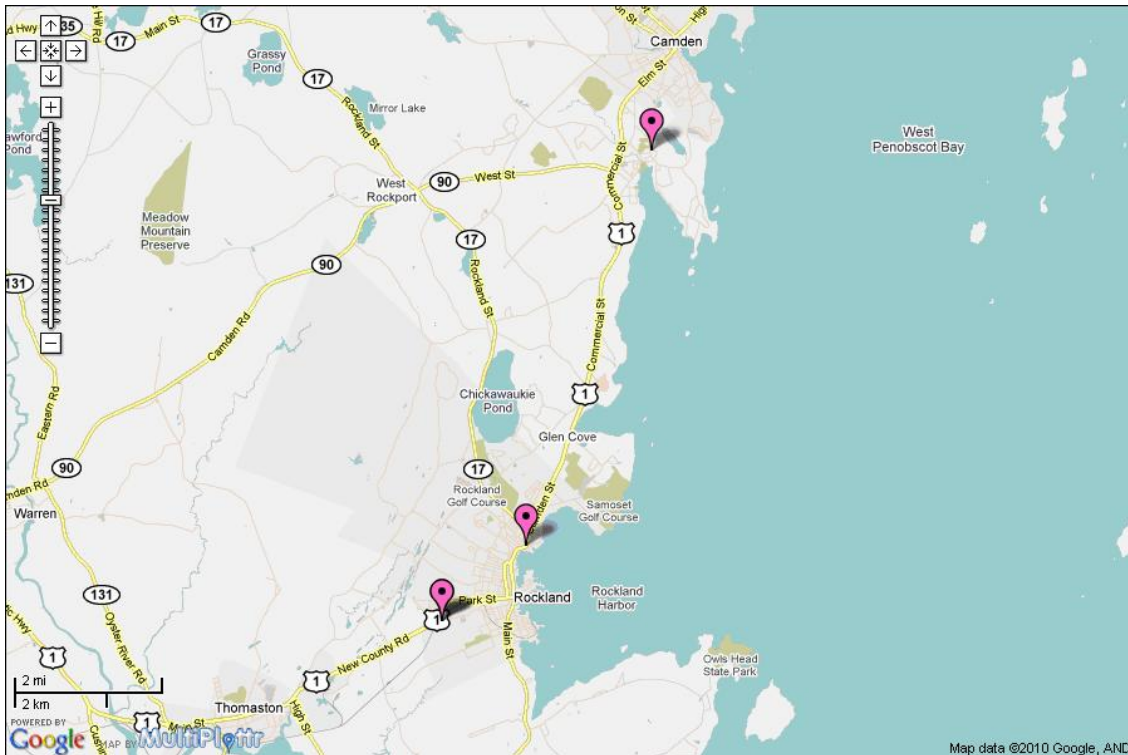 35
Hill Rd
Main St
17
17
Grassy
Pond
17
Mirror Lake
Rockland St
Camden
High
Elm St
Pond
West
Penobscot Bay
West
Rockport
90
West St
Commercial St
Meadow
Mountain
Preserve
17
1
90
131
Rockland St
Camden Rd
Commercial St
Eastern Rd
Chickawaukie
Pond
1
Glen Cove
90
17
Rockland
Golf Course
Camden St
Samoset
Golf Course
Warren
131
Park St
Rockland
Rockland
Harbor
1
Oyster River Rd
New County Rd
Main St
1
Owls Head
State Park
1
2 mi
2 km
Thomaston
High St
1
Main St
POWERED BY
Google
MAP BY MultiPlottr
Map data ©2010 Google, AND